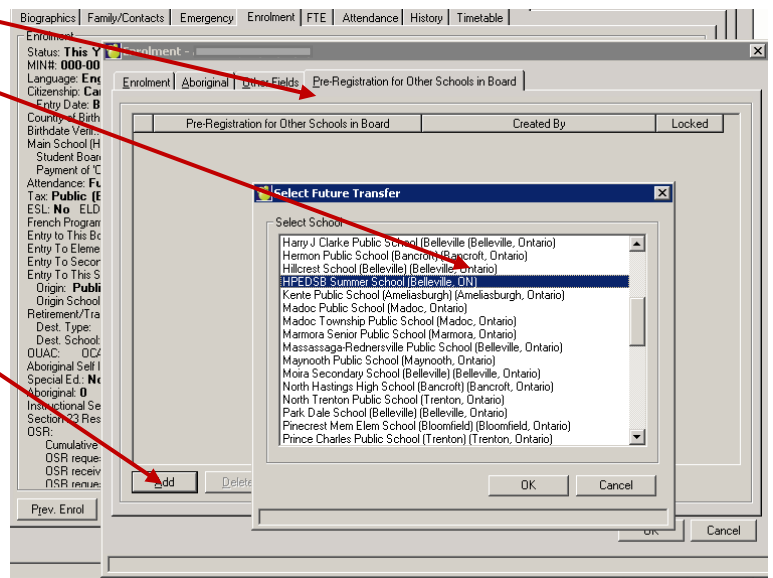 Biographics Family/Contacts Emergency Enrolment FTE Attendance History Timetable
Enrolment
Status: This Y
MIN#: 000-00
Language: Eng
Citizenship: Ca
Entry Date: B
Country of Birth
Birthdate Verif.:
Main School (H
Student Boar
Payment of 'C
Attendance: Fu
Tax: Public (E
ESL: No ELD
French Program
Entry to This Bo
Entry To Eleme
Entry To Secor
Entry To This S
Origin: Publi
Origin School
Retirement/Tra
Dest. Type:
Dest. School:
OUAC: OCA
Aboriginal Self I
Special Ed.: No
Aboriginal: 0
Instructional Se
Section 23 Res
OSR:
Cumulative
OSR reque
OSR receiv
OSR reque
Prev. Enrol
Enrolment -
Enrolment Aboriginal Other Fields Pre-Registration for Other Schools in Board
Pre-Registration for Other Schools in Board Created By Locked
Select Future Transfer
Select School
Harry J Clarke Public School (Belleville (Belleville, Ontario)
Hermon Public School (Bancroft) (Bancroft, Ontario)
Hillcrest School (Belleville) (Belleville, Ontario)
HPEDSB Summer School (Belleville, ON)
Kente Public School (Ameliasburgh) (Ameliasburgh, Ontario)
Madoc Public School (Madoc, Ontario)
Madoc Township Public School (Madoc, Ontario)
Marmora Senior Public School (Marmora, Ontario)
Massassaga-Rednersville Public School (Belleville, Ontario)
Maynooth Public School (Maynooth, Ontario)
Moira Secondary School (Belleville) (Belleville, Ontario)
North Hastings High School (Bancroft) (Bancroft, Ontario)
North Trenton Public School (Trenton, Ontario)
Park Dale School (Belleville) (Belleville, Ontario)
Pinecrest Mem Elem School (Bloomfield) (Bloomfield, Ontario)
Prince Charles Public School (Trenton) (Trenton, Ontario)
OK Cancel
Add Delete
OK Cancel